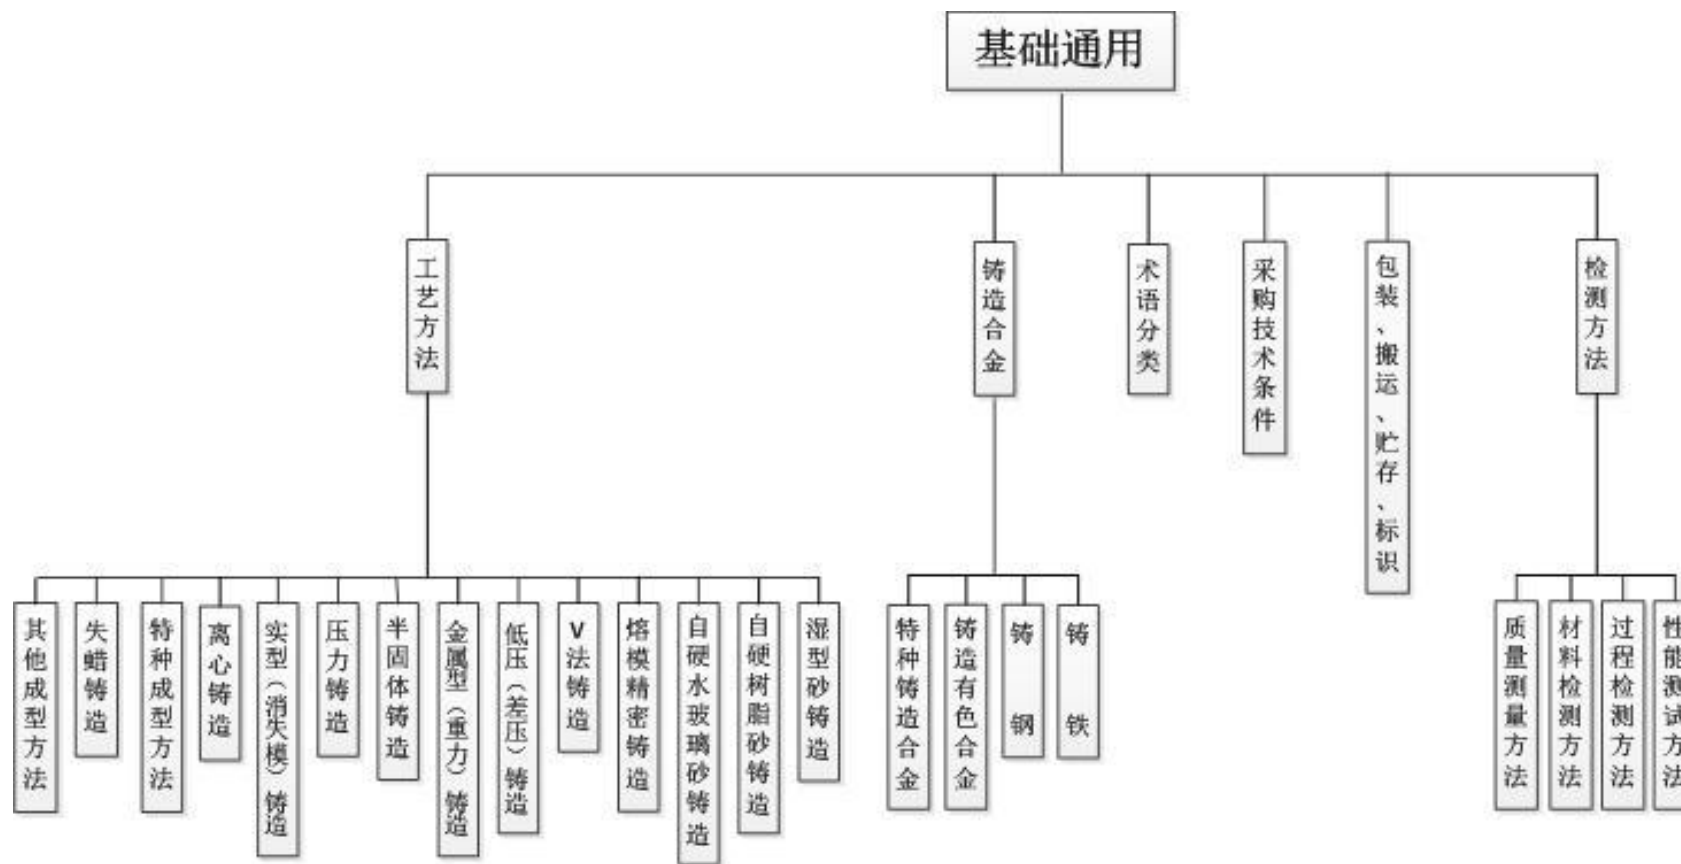 基础通用
工艺方法
铸造合金
术语分类
采购技术条件
包装、搬运、贮存、标识
检测方法
其他成型方法
失蜡铸造
特种成型方法
离心铸造
实型（消失模）铸造
压力铸造
半固体铸造
金属型（重力）铸造
低压（差压）铸造
V法铸造
熔模精密铸造
自硬水玻璃砂铸造
自硬树脂砂铸造
湿型砂铸造
特种铸造合金
铸造有色合金
铸钢
铸铁
质量测量方法
材料检测方法
过程检测方法
性能测试方法